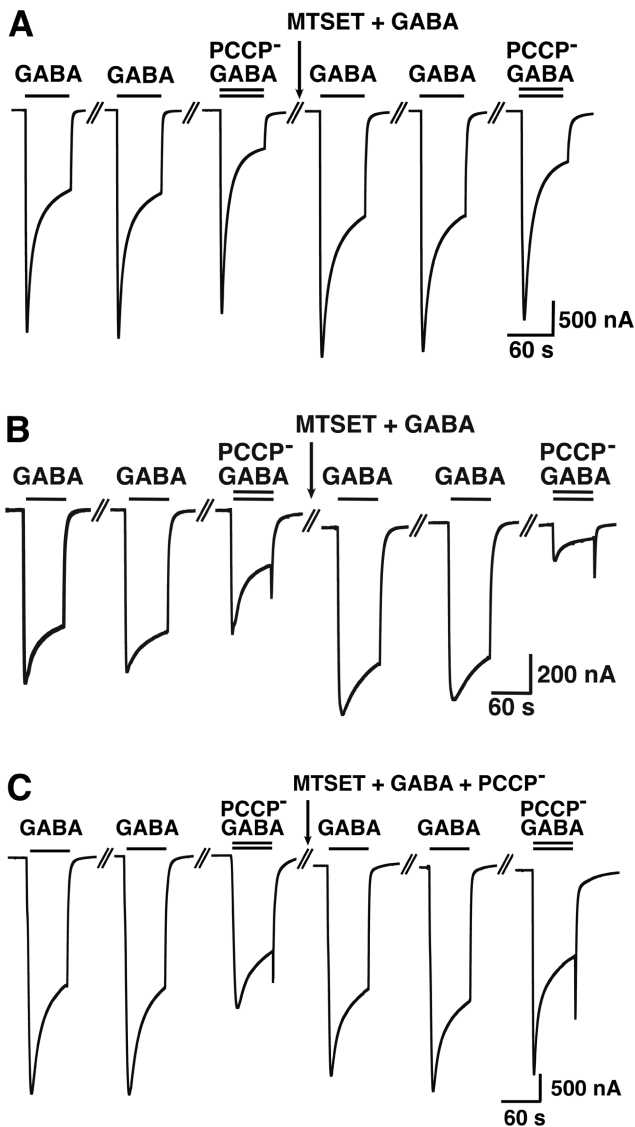 A
MTSET + GABA
PCCP- PCCP-
GABA GABA GABA GABA GABA GABA
500 nA
60 s
B
MTSET + GABA
PCCP- PCCP-
GABA GABA GABA GABA GABA GABA
200 nA
60 s
C
MTSET + GABA + PCCP-
PCCP- PCCP-
GABA GABA GABA GABA GABA GABA
500 nA
60 s